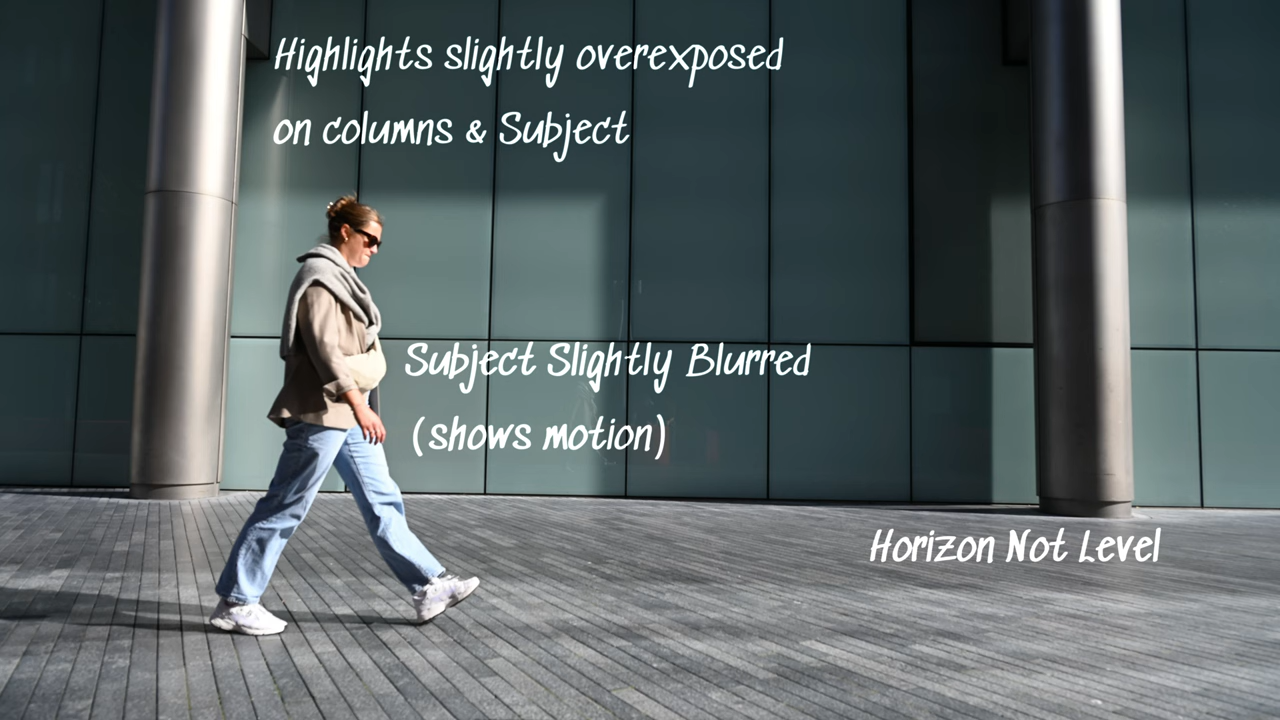 Highlights slightly overexposed
on columns & Subject
Subject Slightly Blurred
(shows motion)
Horizon Not Level